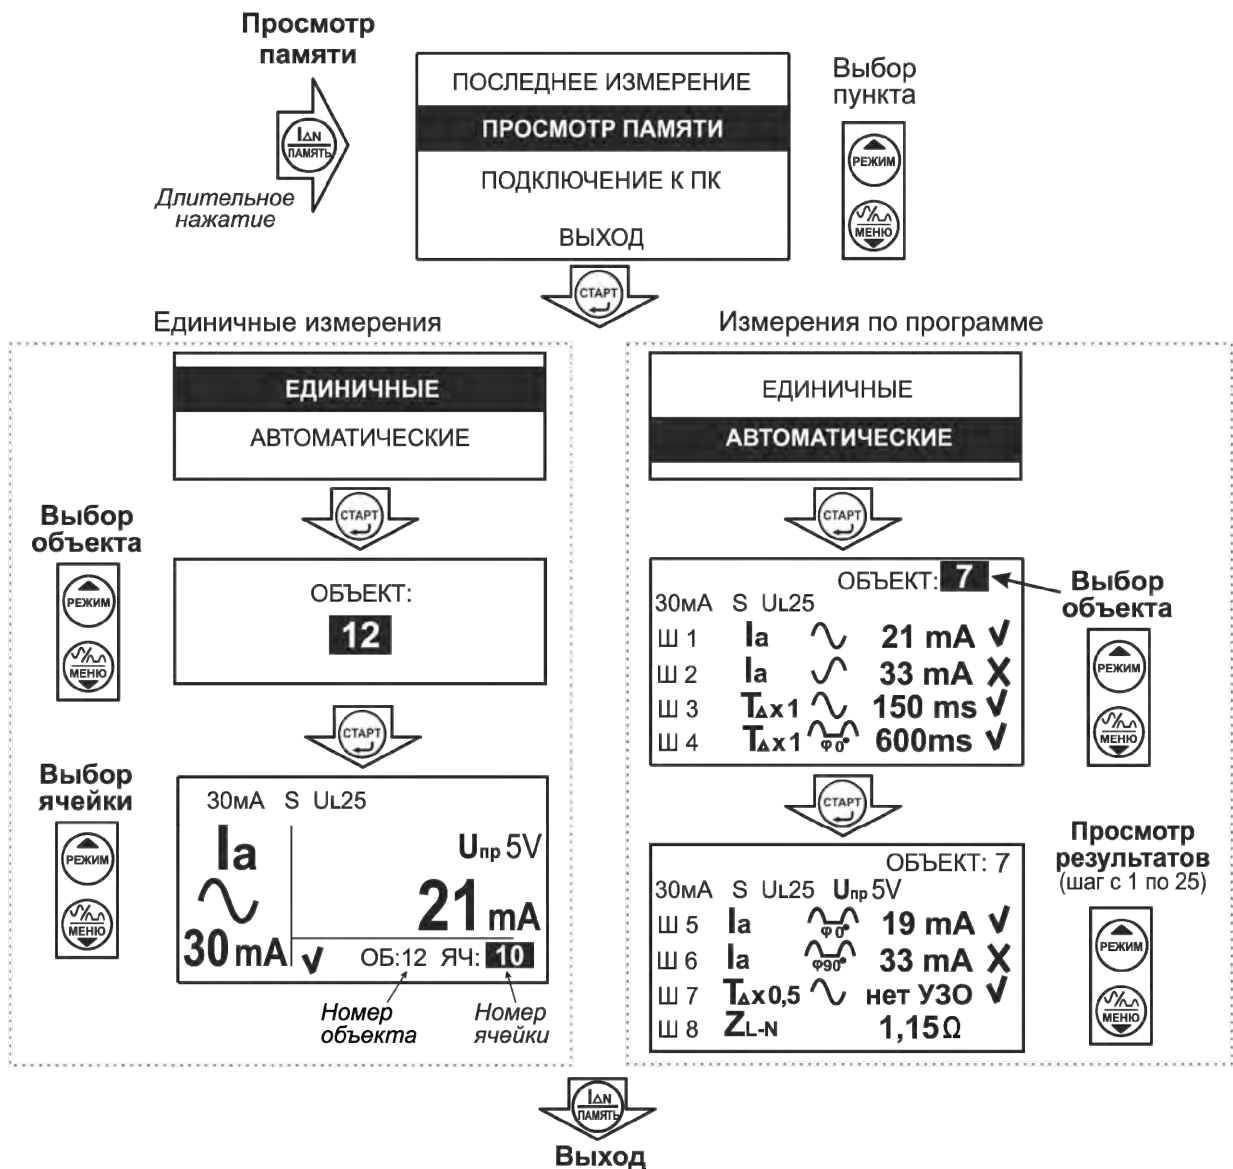 Просмотр
памяти
IΔN
ПАМЯТЬ
Длительное
нажатие
ПОСЛЕДНЕЕ ИЗМЕРЕНИЕ
ПРОСМОТР ПАМЯТИ
ПОДКЛЮЧЕНИЕ К ПК
ВЫХОД
Выбор
пункта
РЕЖИМ
МЕНЮ
СТАРТ
Единичные измерения
ЕДИНИЧНЫЕ
АВТОМАТИЧЕСКИЕ
СТАРТ
Выбор
объекта
РЕЖИМ
МЕНЮ
ОБЪЕКТ:
12
СТАРТ
Выбор
ячейки
РЕЖИМ
МЕНЮ
30мА S UL25
Ia
Uпр 5V
21 mA
30 mA √ ОБ:12 ЯЧ: 10
Номер
объекта
Номер
ячейки
Измерения по программе
ЕДИНИЧНЫЕ
АВТОМАТИЧЕСКИЕ
СТАРТ
ОБЪЕКТ: 7
30мА S UL25
Ш 1 Ia 21 mA √
Ш 2 Ia 33 mA X
Ш 3 TΔx1 150 ms √
Ш 4 TΔx1 φ0° 600ms √
Выбор
объекта
РЕЖИМ
МЕНЮ
СТАРТ
ОБЪЕКТ: 7
30мА S UL25 Uпр 5V
Ш 5 Ia φ0° 19 mA √
Ш 6 Ia φ90° 33 mA X
Ш 7 TΔx0,5 нет УЗО √
Ш 8 ZL-N 1,15Ω
Просмотр
результатов
(шаг с 1 по 25)
РЕЖИМ
МЕНЮ
IΔN
ПАМЯТЬ
Выход